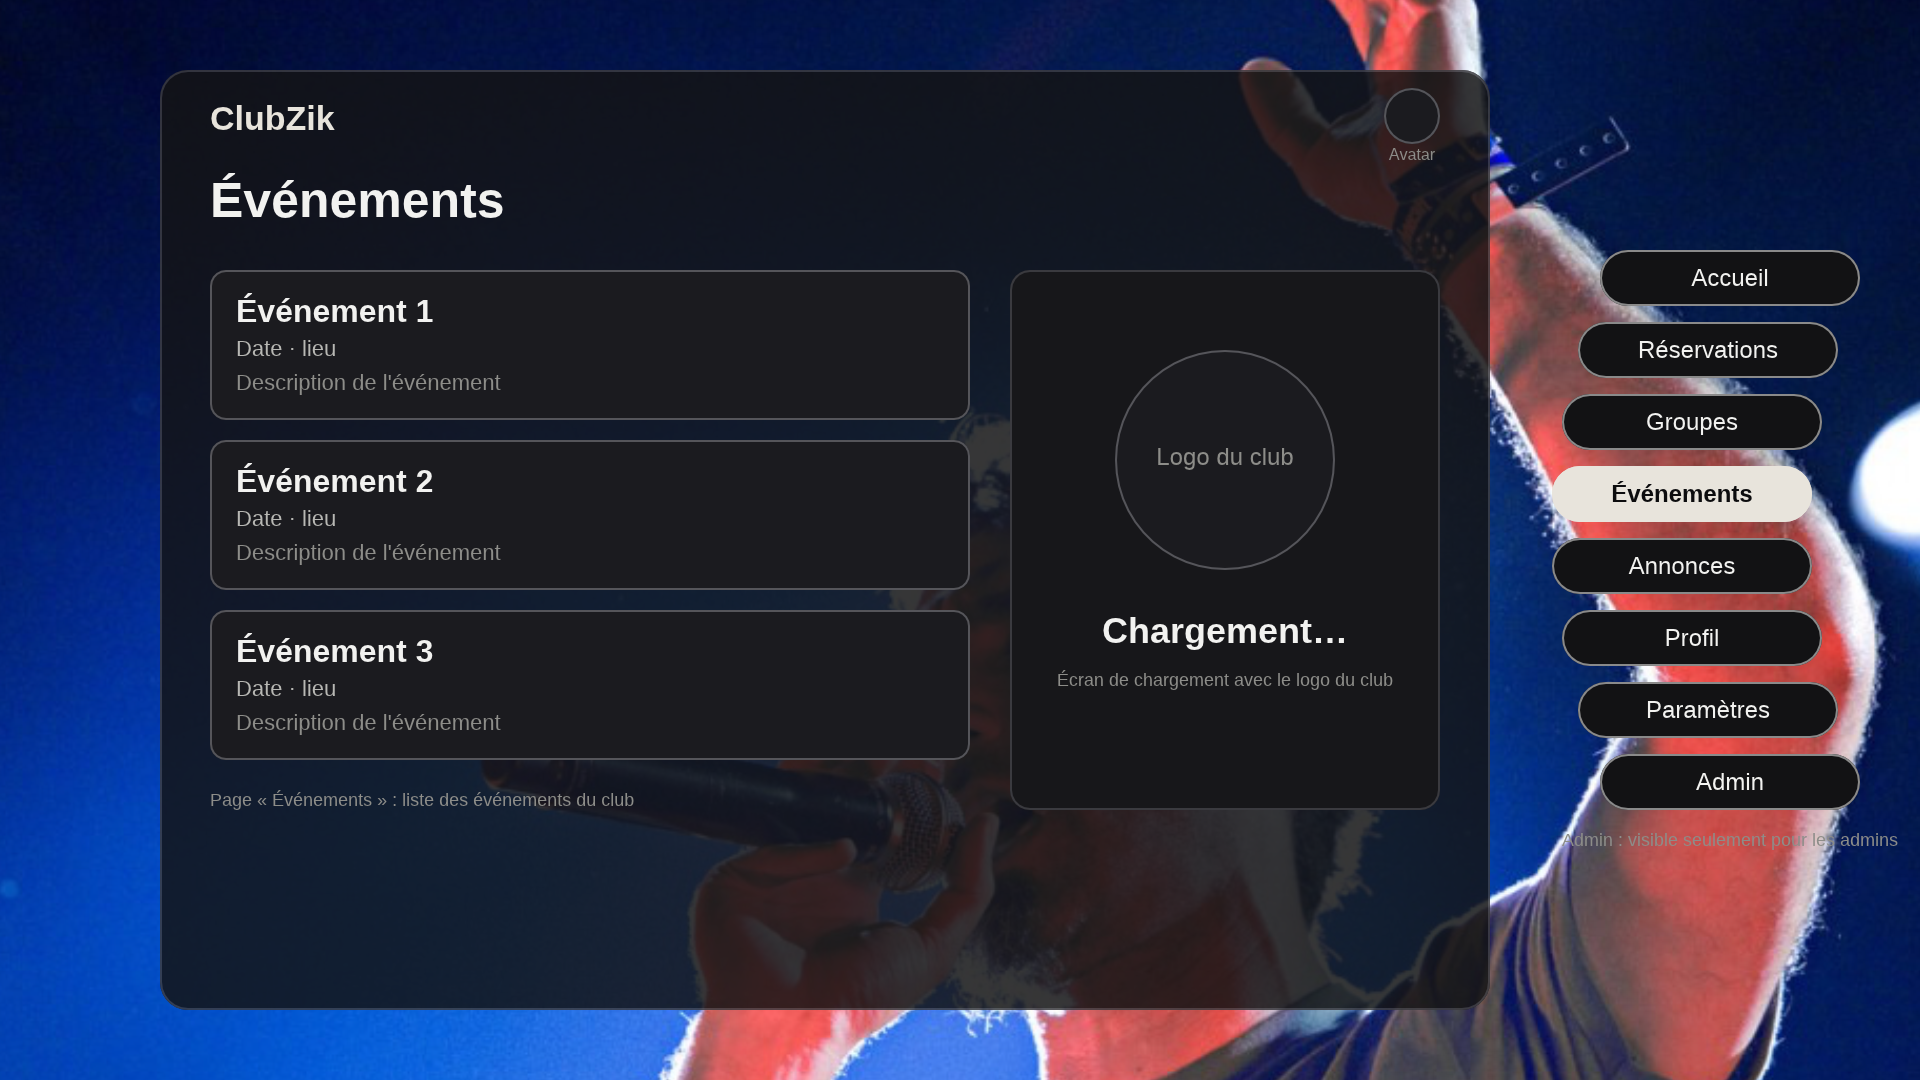 ClubZik
Avatar
Événements
Événement 1
Date · lieu
Description de l'événement
Événement 2
Date · lieu
Description de l'événement
Événement 3
Date · lieu
Description de l'événement
Page « Événements » : liste des événements du club
Logo du club
Chargement…
Écran de chargement avec le logo du club
Accueil
Réservations
Groupes
Événements
Annonces
Profil
Paramètres
Admin
Admin : visible seulement pour les admins